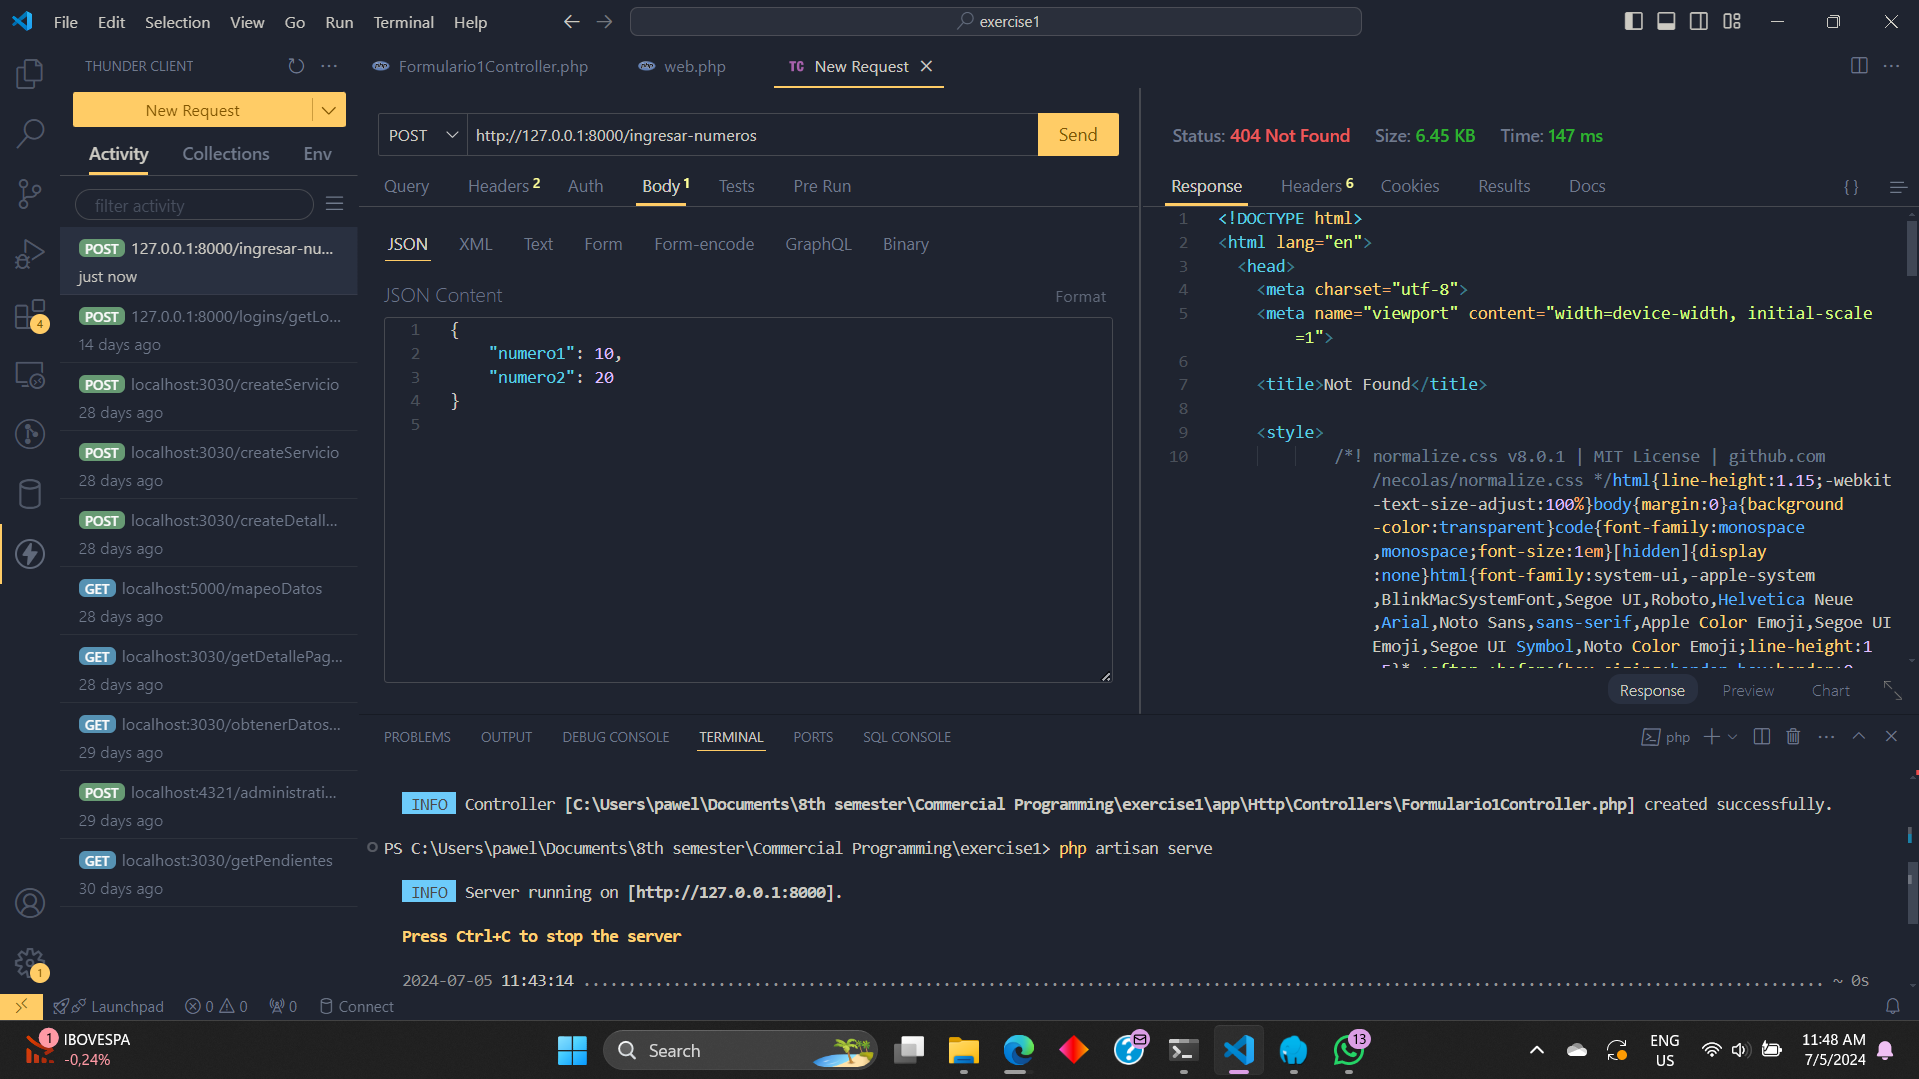 File Edit Selection View Go Run Terminal Help
exercise1
THUNDER CLIENT
New Request
Activity Collections Env
filter activity
POST 127.0.0.1:8000/ingresar-nu...
just now
POST 127.0.0.1:8000/logins/getLo...
14 days ago
POST localhost:3030/createServicio
28 days ago
POST localhost:3030/createServicio
28 days ago
POST localhost:3030/createDetall...
28 days ago
GET localhost:5000/mapeoDatos
28 days ago
GET localhost:3030/getDetallePag...
28 days ago
GET localhost:3030/obtenerDatos...
29 days ago
POST localhost:4321/administrati...
29 days ago
GET localhost:3030/getPendientes
30 days ago
4
1
Formulario1Controller.php web.php TC New Request
POST http://127.0.0.1:8000/ingresar-numeros Send
Query Headers 2 Auth Body 1 Tests Pre Run
JSON XML Text Form Form-encode GraphQL Binary
JSON Content Format
1 {
2 "numero1": 10,
3 "numero2": 20
4 }
5
Status: 404 Not Found Size: 6.45 KB Time: 147 ms
Response Headers 6 Cookies Results Docs { }
1 <!DOCTYPE html>
2 <html lang="en">
3 <head>
4 <meta charset="utf-8">
5 <meta name="viewport" content="width=device-width, initial-scale
=1">
6
7 <title>Not Found</title>
8
9 <style>
10 /*! normalize.css v8.0.1 | MIT License | github.com
/necolas/normalize.css */html{line-height:1.15;-webkit
-text-size-adjust:100%}body{margin:0}a{background
-color:transparent}code{font-family:monospace
,monospace;font-size:1em}[hidden]{display
:none}html{font-family:system-ui,-apple-system
,BlinkMacSystemFont,Segoe UI,Roboto,Helvetica Neue
,Arial,Noto Sans,sans-serif,Apple Color Emoji,Segoe UI
Emoji,Segoe UI Symbol,Noto Color Emoji;line-height:1
Response Preview Chart
PROBLEMS OUTPUT DEBUG CONSOLE TERMINAL PORTS SQL CONSOLE
php
INFO Controller [C:\Users\pawel\Documents\8th semester\Commercial Programming\exercise1\app\Http\Controllers\Formulario1Controller.php] created successfully.
PS C:\Users\pawel\Documents\8th semester\Commercial Programming\exercise1> php artisan serve
INFO Server running on [http://127.0.0.1:8000].
Press Ctrl+C to stop the server
2024-07-05 11:43:14 ........................................................................................................................................... ~ 0s
Launchpad 0 0 0 Connect
1 IBOVESPA
-0,24%
Search
13
ENG
US
11:48 AM
7/5/2024